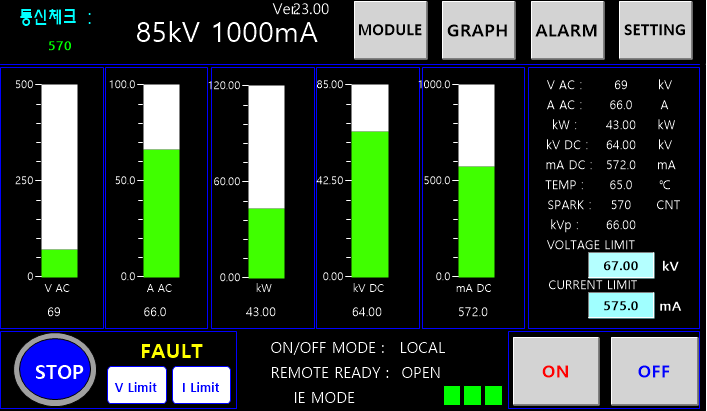 통신체크 :
570
85kV 1000mA
Ver23.00
MODULE
GRAPH
ALARM
SETTING
500
250
0
V AC
69
100.0
50.0
0.0
A AC
66.0
120.00
60.00
0.00
kW
43.00
85.00
42.50
0.00
kV DC
64.00
1000.0
500.0
0.0
mA DC
572.0
V AC : 69 kV
A AC : 66.0 A
kW : 43.00 kW
kV DC : 64.00 kV
mA DC : 572.0 mA
TEMP : 65.0 ℃
SPARK : 570 CNT
kVp : 66.00
VOLTAGE LIMIT
67.00 kV
CURRENT LIMIT
575.0 mA
STOP
FAULT
V Limit
I Limit
ON/OFF MODE : LOCAL
REMOTE READY : OPEN
IE MODE
ON
OFF